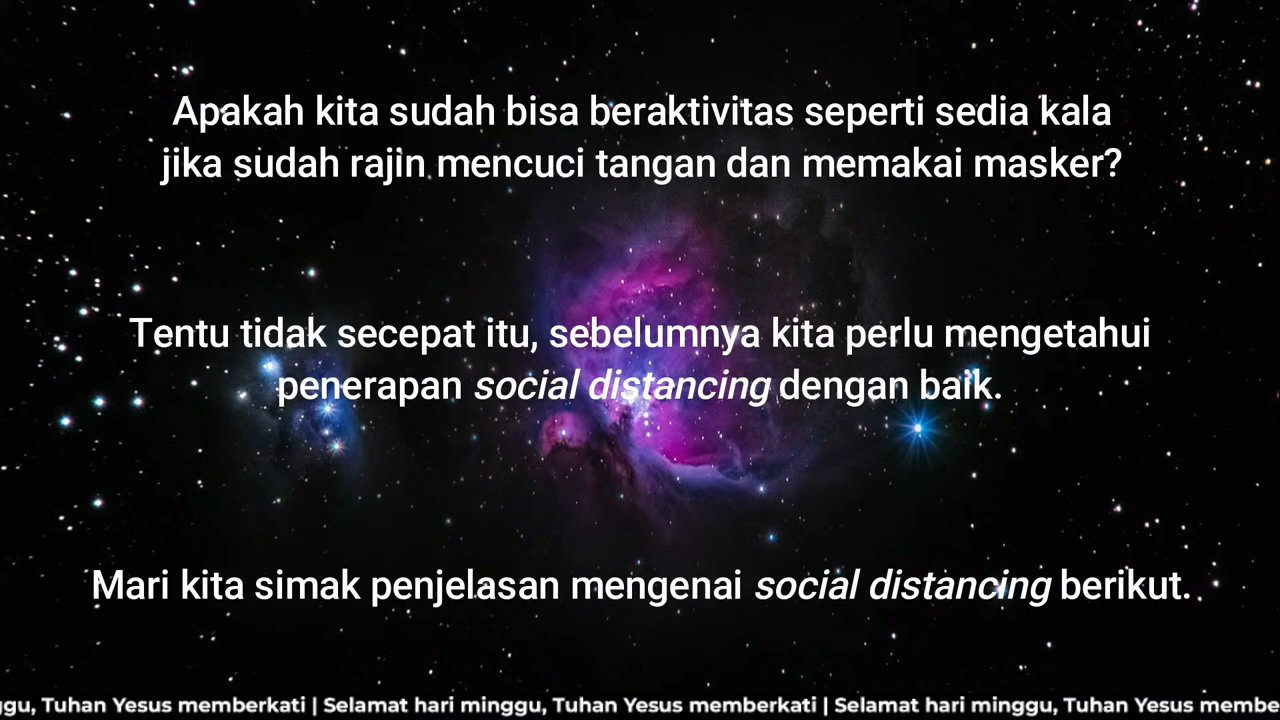 Apakah kita sudah bisa beraktivitas seperti sedia kala
jika sudah rajin mencuci tangan dan memakai masker?
Tentu tidak secepat itu, sebelumnya kita perlu mengetahui
penerapan social distancing dengan baik.
Mari kita simak penjelasan mengenai social distancing berikut.
ggu, Tuhan Yesus memberkati | Selamat hari minggu, Tuhan Yesus memberkati | Selamat hari minggu, Tuhan Yesus membe